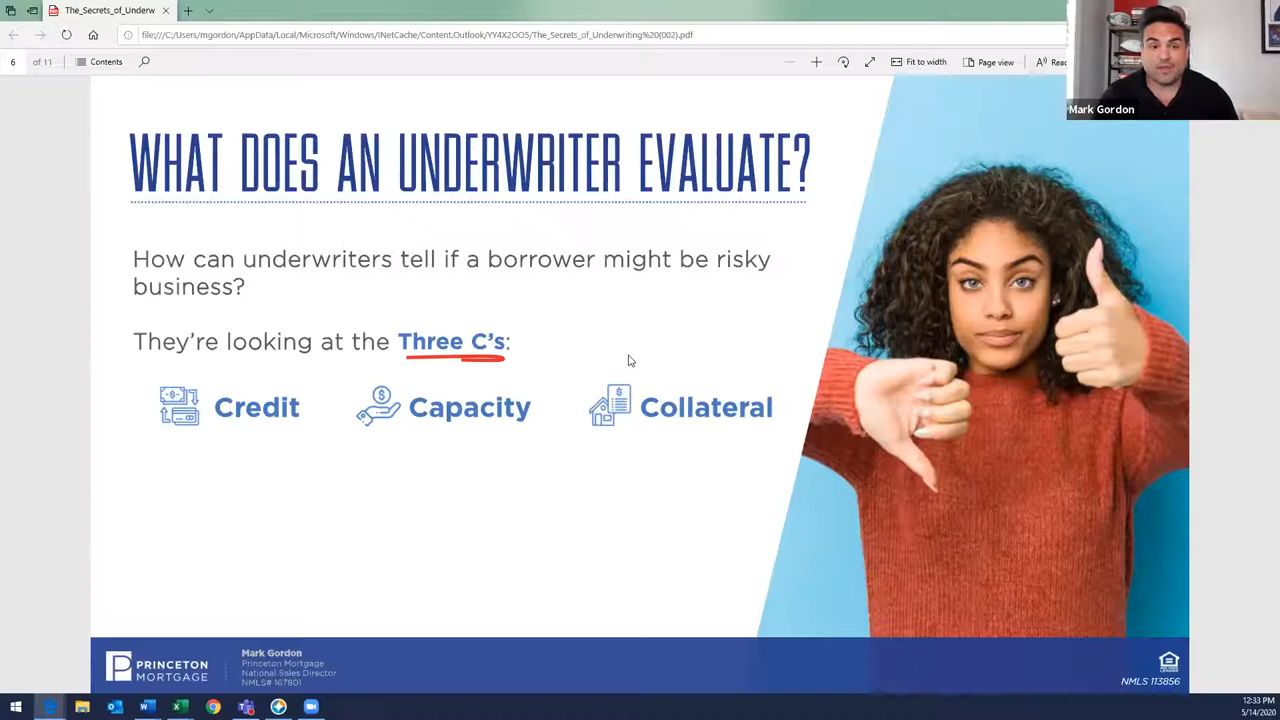 The_Secrets_of_Underw
file:///C:/Users/mgordon/AppData/Local/Microsoft/Windows/INetCache/Content.Outlook/YY4X2OO5/The_Secrets_of_Underwriting%20(002).pdf
6 of 11 Contents Fit to width Page view Read
Mark Gordon
WHAT DOES AN UNDERWRITER EVALUATE?
How can underwriters tell if a borrower might be risky
business?
They're looking at the Three C's:
Credit Capacity Collateral
PRINCETON
MORTGAGE
Mark Gordon
Princeton Mortgage
National Sales Director
NMLS# 167801
NMLS 113856
12:33 PM
5/14/2020